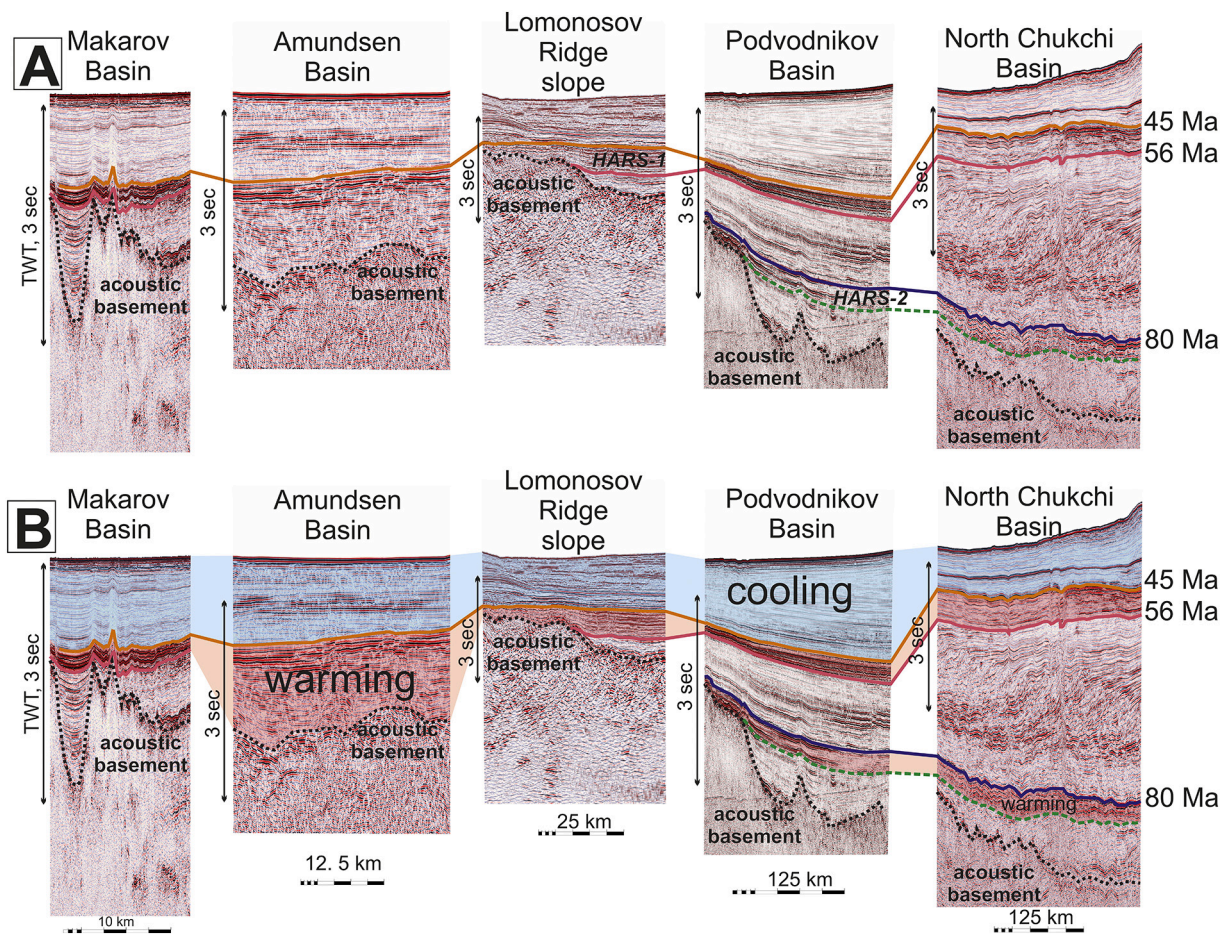 A
Makarov
Basin
Amundsen
Basin
Lomonosov
Ridge
slope
Podvodnikov
Basin
North Chukchi
Basin
TWT, 3 sec
3 sec
3 sec
3 sec
3 sec
HARS-1
HARS-2
acoustic
basement
acoustic
basement
acoustic
basement
acoustic
basement
acoustic
basement
45 Ma
56 Ma
80 Ma
B
Makarov
Basin
Amundsen
Basin
Lomonosov
Ridge
slope
Podvodnikov
Basin
North Chukchi
Basin
TWT, 3 sec
3 sec
3 sec
3 sec
3 sec
cooling
warming
warming
acoustic
basement
acoustic
basement
acoustic
basement
acoustic
basement
acoustic
basement
45 Ma
56 Ma
80 Ma
10 km
12. 5 km
25 km
125 km
125 km